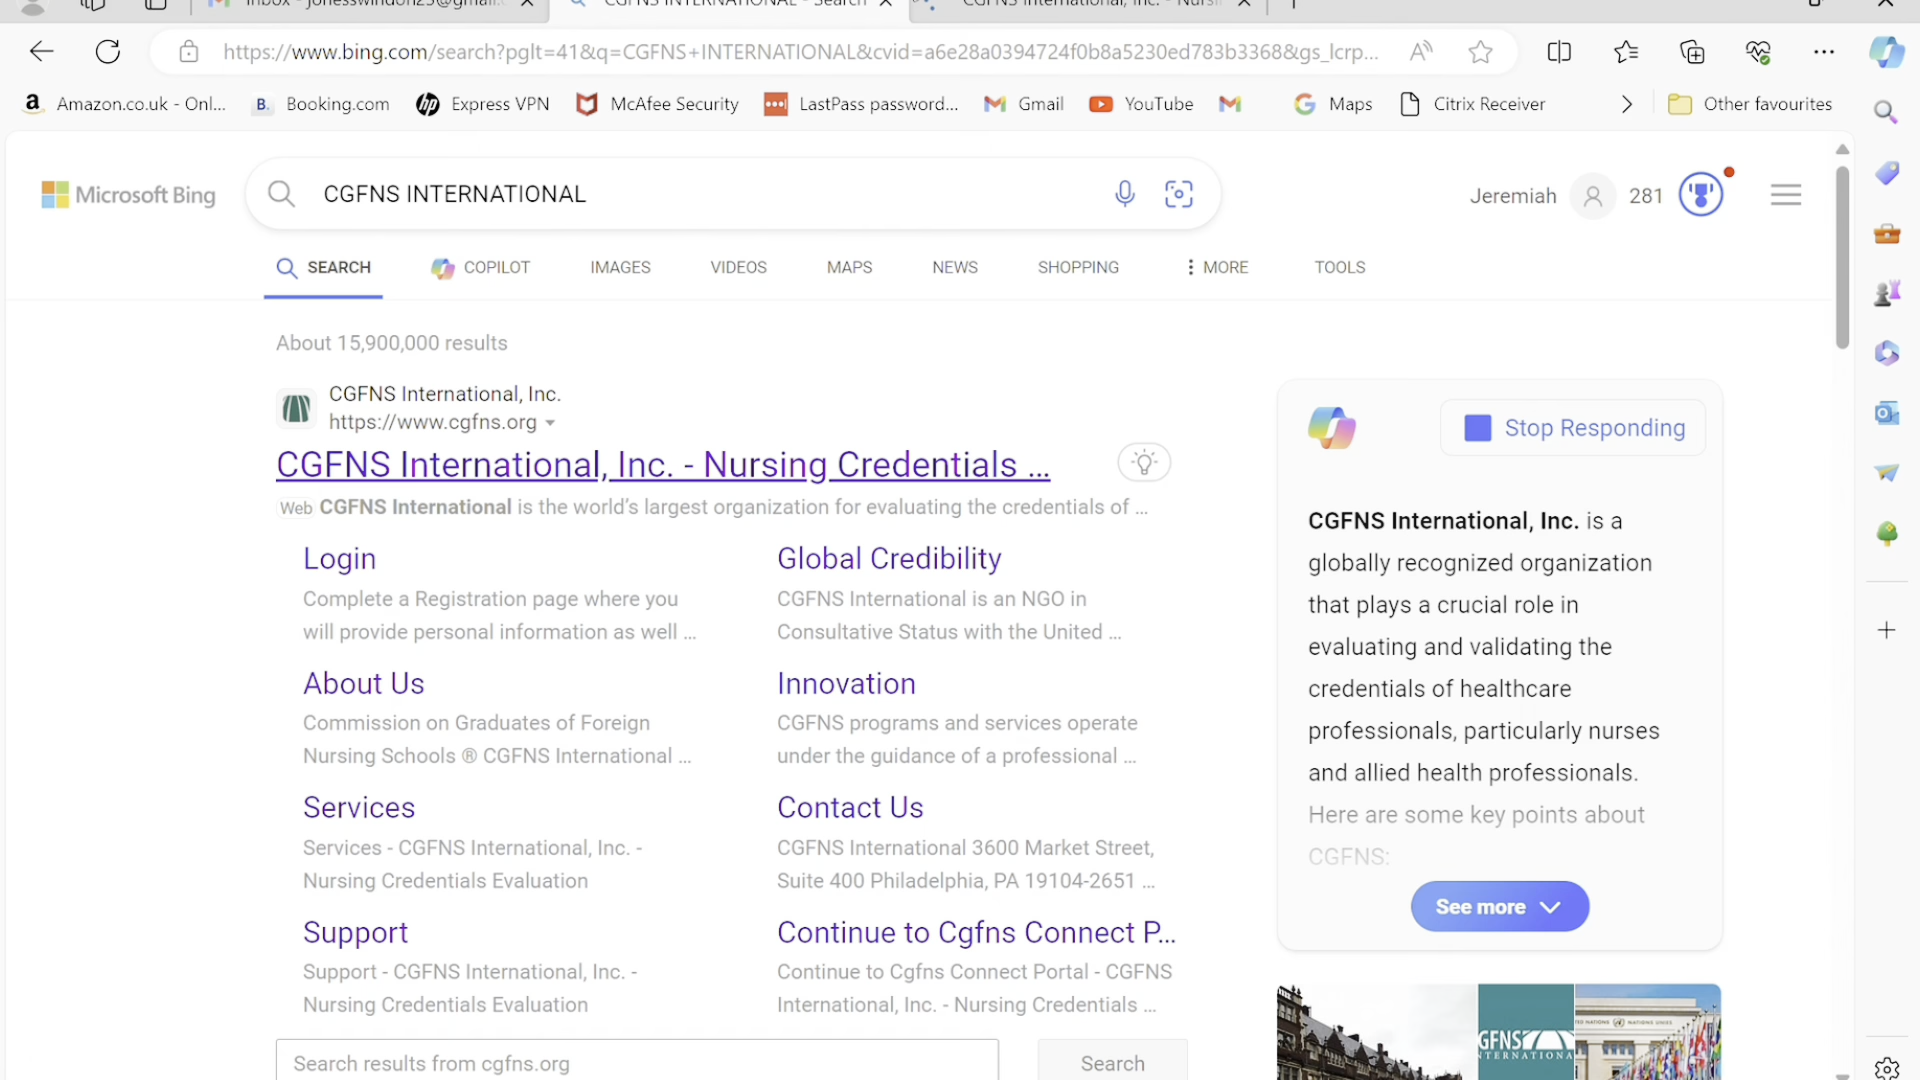 https://www.bing.com/search?pglt=41&q=CGFNS+INTERNATIONAL&cvid=a6e28a0394724f0b8a5230ed783b3368&gs_lcrp...
Amazon.co.uk - Onl... Booking.com Express VPN McAfee Security LastPass password... Gmail YouTube Maps Citrix Receiver Other favourites
Microsoft Bing CGFNS INTERNATIONAL Jeremiah 281
SEARCH COPILOT IMAGES VIDEOS MAPS NEWS SHOPPING MORE TOOLS
About 15,900,000 results
CGFNS International, Inc.
https://www.cgfns.org
CGFNS International, Inc. - Nursing Credentials ...
Web CGFNS International is the world's largest organization for evaluating the credentials of ...
Login
Complete a Registration page where you
will provide personal information as well ...
Global Credibility
CGFNS International is an NGO in
Consultative Status with the United ...
About Us
Commission on Graduates of Foreign
Nursing Schools ® CGFNS International ...
Innovation
CGFNS programs and services operate
under the guidance of a professional ...
Services
Services - CGFNS International, Inc. -
Nursing Credentials Evaluation
Contact Us
CGFNS International 3600 Market Street,
Suite 400 Philadelphia, PA 19104-2651 ...
Support
Support - CGFNS International, Inc. -
Nursing Credentials Evaluation
Continue to Cgfns Connect P...
Continue to Cgfns Connect Portal - CGFNS
International, Inc. - Nursing Credentials ...
Search results from cgfns.org Search
Stop Responding
CGFNS International, Inc. is a
globally recognized organization
that plays a crucial role in
evaluating and validating the
credentials of healthcare
professionals, particularly nurses
and allied health professionals.
Here are some key points about
CGFNS:
See more